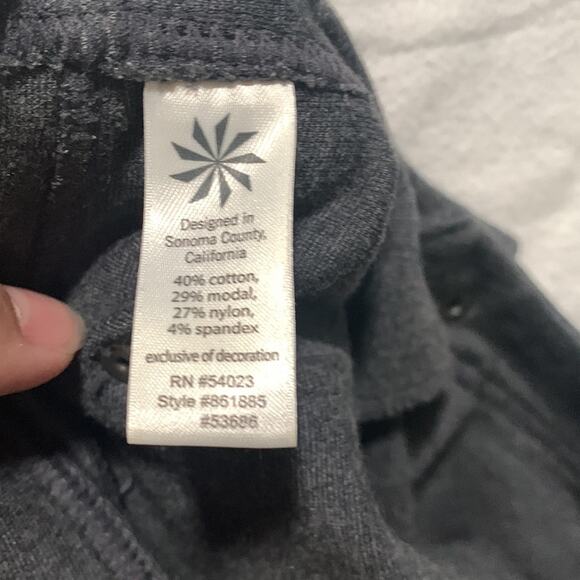 Designed in
Sonoma County,
California
40% cotton,
29% modal,
27% nylon,
4% spandex
exclusive of decoration
RN #54023
Style #861885
#53686